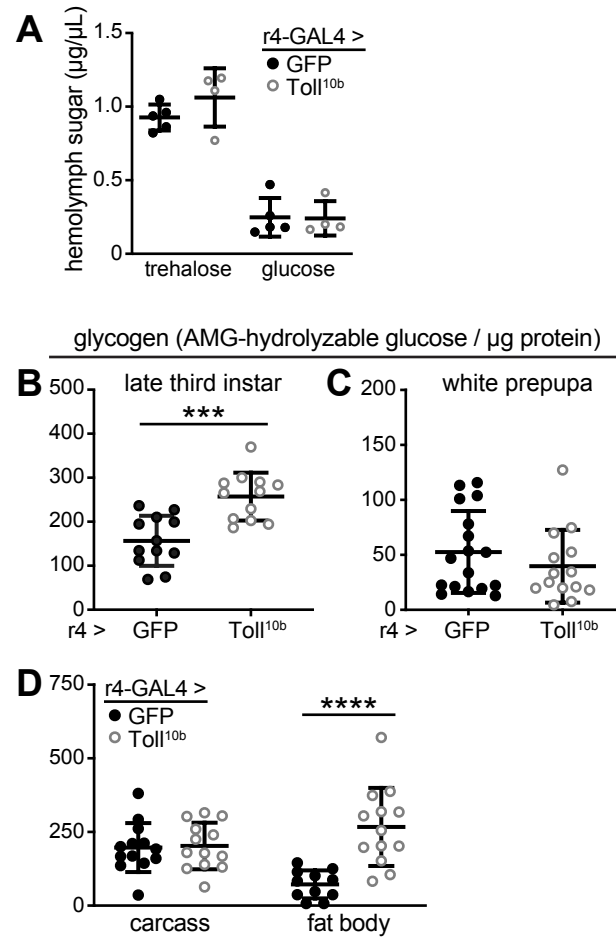 A
hemolymph sugar (µg/µL)
1.5
1.0
0.5
0
r4-GAL4 >
GFP
Toll10b
trehalose
glucose
glycogen (AMG-hydrolyzable glucose / µg protein)
B
late third instar
500
400
300
200
100
0
***
r4 >
GFP
Toll10b
C
white prepupa
200
150
100
50
0
r4 >
GFP
Toll10b
D
750
500
250
0
r4-GAL4 >
GFP
Toll10b
****
carcass
fat body